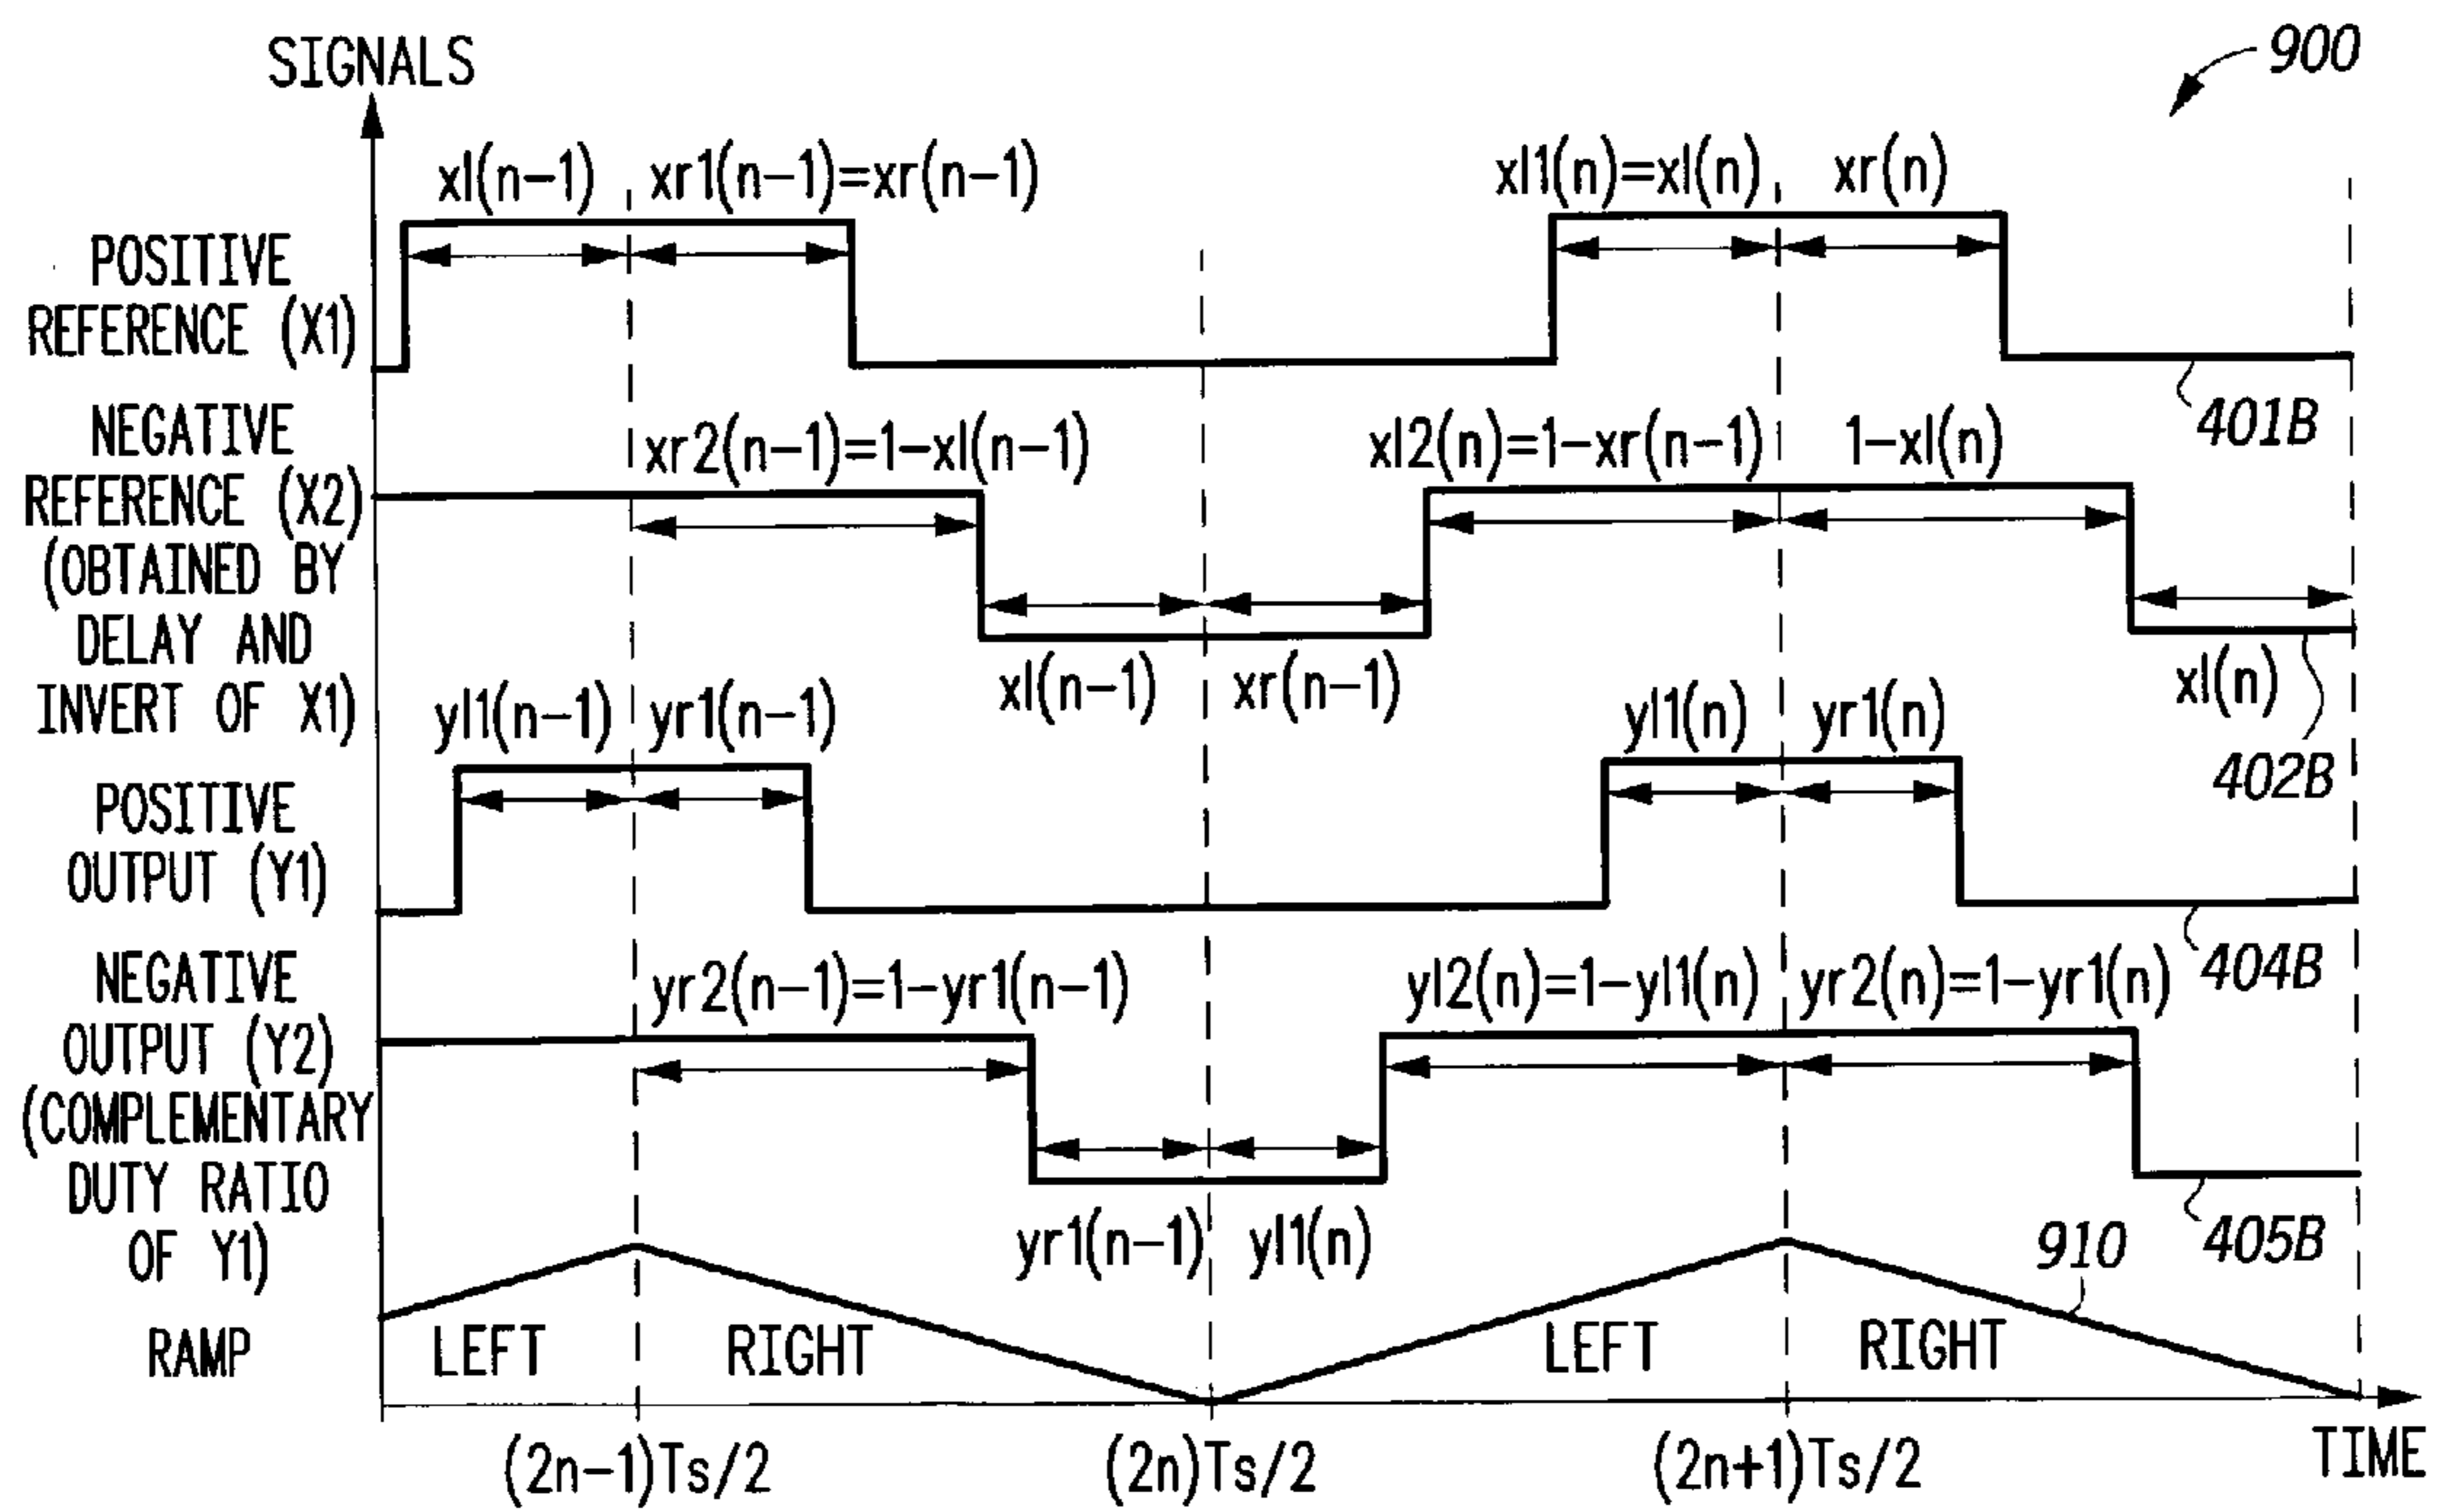 SIGNALS
900
xl(n-1)
xr1(n-1)=xr(n-1)
xl1(n)=xl(n)
xr(n)
POSITIVE
REFERENCE (X1)
401B
NEGATIVE
REFERENCE (X2)
(OBTAINED BY
DELAY AND
INVERT OF X1)
xr2(n-1)=1-xl(n-1)
xl2(n)=1-xr(n-1)
1-xl(n)
xl(n-1)
xr(n-1)
xl(n)
402B
yl1(n-1)
yr1(n-1)
yl1(n)
yr1(n)
POSITIVE
OUTPUT (Y1)
404B
NEGATIVE
OUTPUT (Y2)
(COMPLEMENTARY
DUTY RATIO
OF Y1)
yr2(n-1)=1-yr1(n-1)
yl2(n)=1-yl1(n)
yr2(n)=1-yr1(n)
yr1(n-1)
yl1(n)
405B
910
RAMP
LEFT
RIGHT
LEFT
RIGHT
(2n-1)Ts/2
(2n)Ts/2
(2n+1)Ts/2
TIME